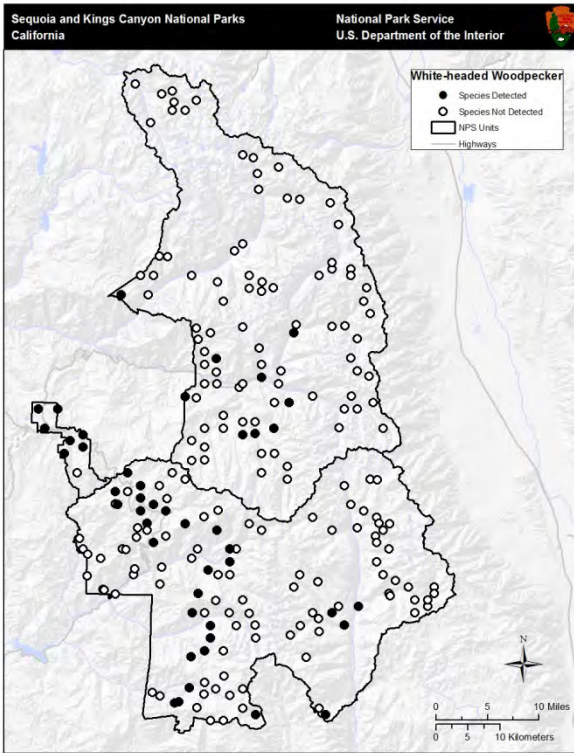 Sequoia and Kings Canyon National Parks
California
National Park Service
U.S. Department of the Interior
White-headed Woodpecker
Species Detected
Species Not Detected
NPS Units
Highways
N
0 5 10 Miles
0 5 10 Kilometers